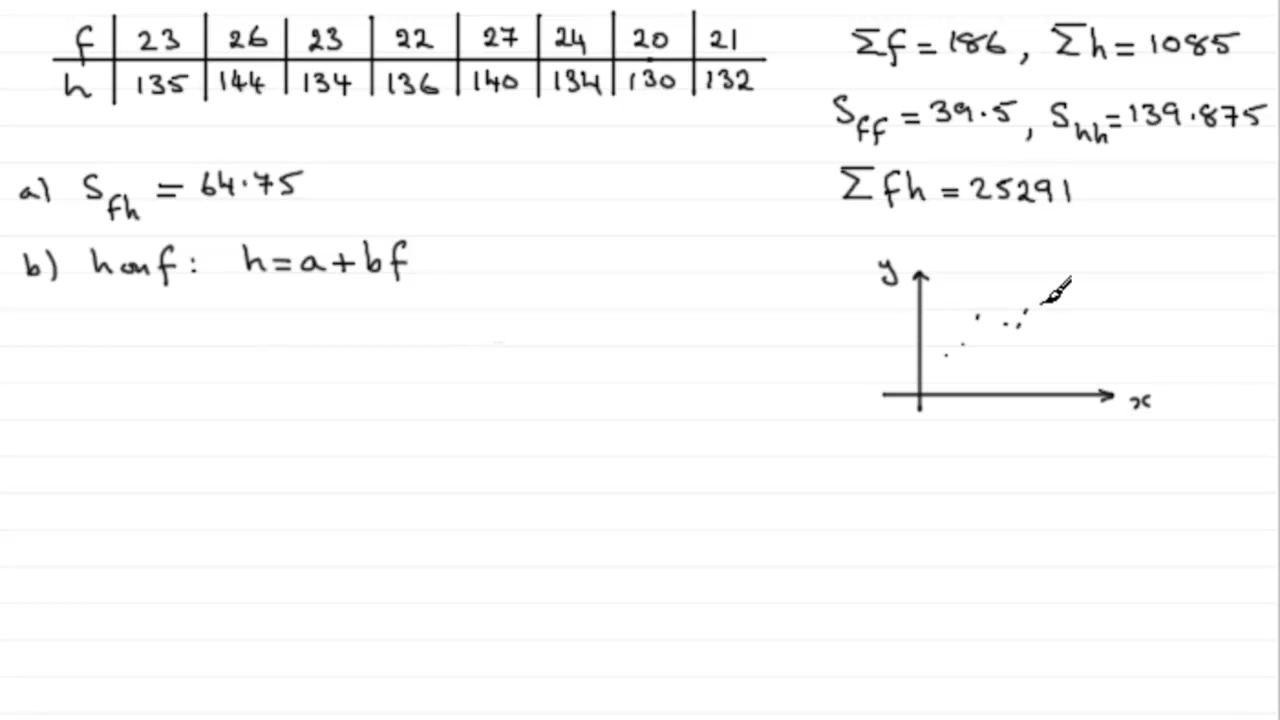 f 23 26 23 22 27 24 20 21
h 135 144 134 136 140 134 130 132
Σf = 186, Σh = 1085
S_ff = 39.5, S_hh = 139.875
Σfh = 25291
a) S_fh = 64.75
b) h on f: h = a + bf
y
x